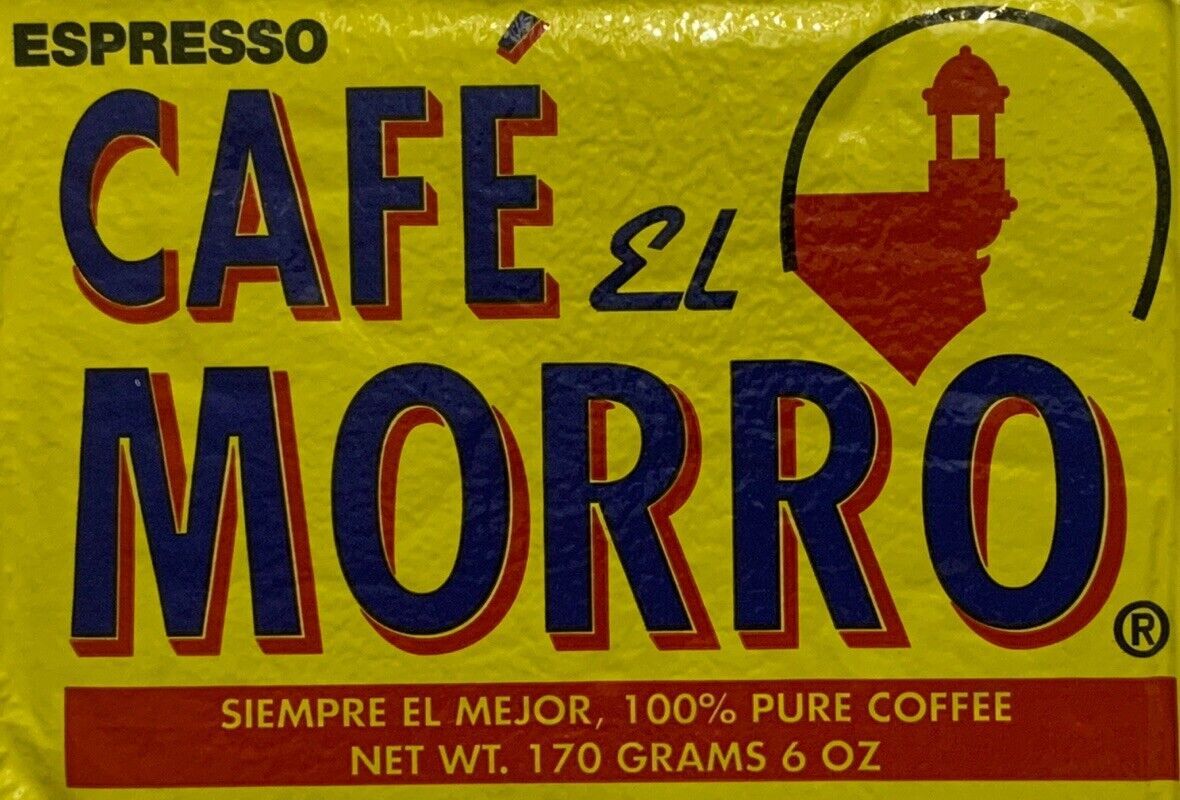 ESPRESSO
CAFÉ EL
MORRO®
SIEMPRE EL MEJOR, 100% PURE COFFEE
NET WT. 170 GRAMS 6 OZ